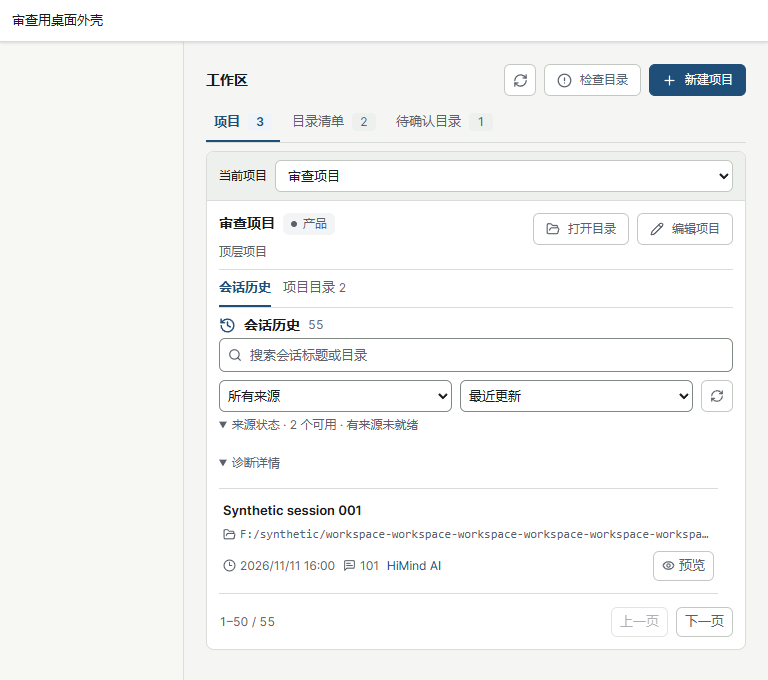 审查用桌面外壳
工作区
检查目录
新建项目
项目 3 目录清单 2 待确认目录 1
当前项目 审查项目
审查项目 产品 打开目录 编辑项目
顶层项目
会话历史 项目目录 2
会话历史 55
搜索会话标题或目录
所有来源 最近更新
▼ 来源状态 · 2 个可用 · 有来源未就绪
▼ 诊断详情
Synthetic session 001
F:/synthetic/workspace-workspace-workspace-workspace-workspace-workspa…
2026/11/11 16:00 101 HiMind AI 预览
1–50 / 55 上一页 下一页